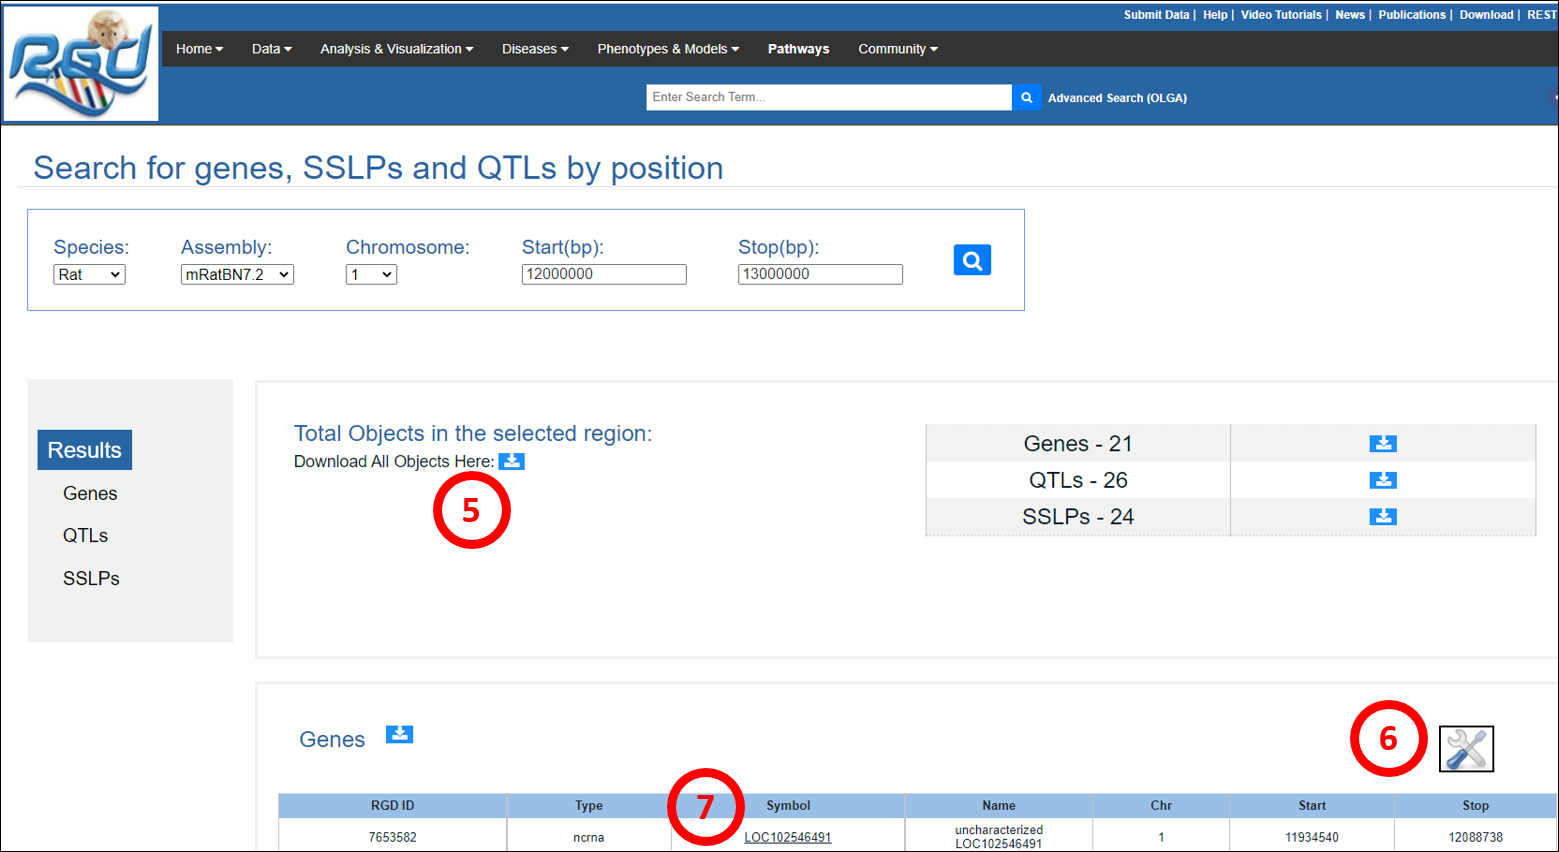 Submit Data | Help | Video Tutorials | News | Publications | Download | REST
RGD
Home Data Analysis & Visualization Diseases Phenotypes & Models Pathways Community
Enter Search Term... Advanced Search (OLGA)
Search for genes, SSLPs and QTLs by position
Species: Assembly: Chromosome: Start(bp): Stop(bp):
Rat mRatBN7.2 1 12000000 13000000
Results
Genes
QTLs
SSLPs
Total Objects in the selected region:
Download All Objects Here:
5
Genes - 21
QTLs - 26
SSLPs - 24
Genes
6
7
RGD ID Type Symbol Name Chr Start Stop
7653582 ncrna LOC102546491 uncharacterized LOC102546491 1 11934540 12088738